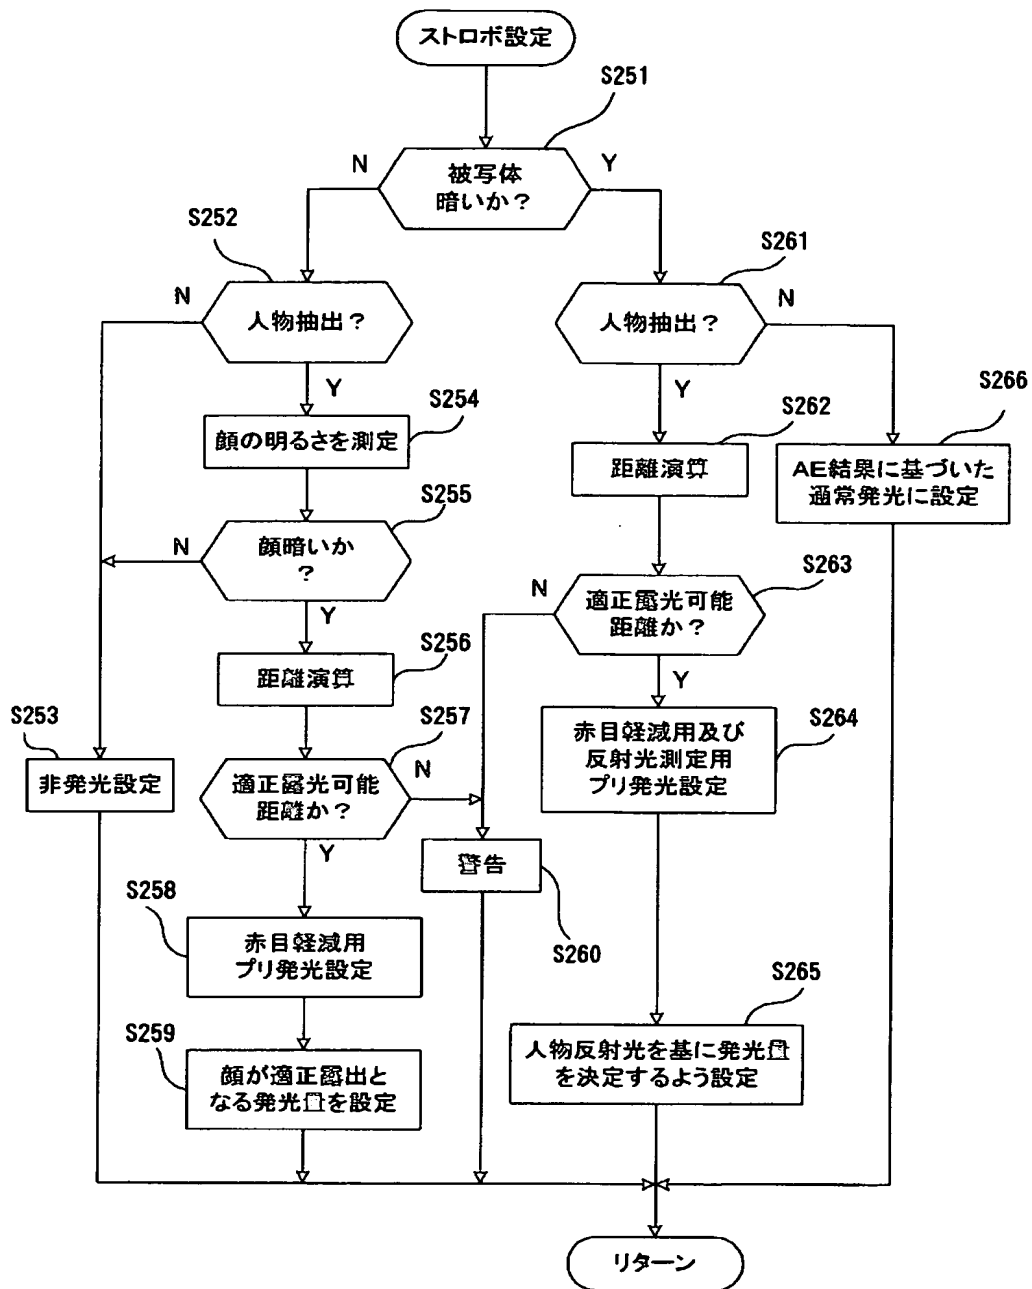 ストロボ設定
S251
N
Y
被写体
暗いか？
S252
S261
N
人物抽出？
人物抽出？
N
Y
Y
S254
S262
S266
顔の明るさを測定
距離演算
AE結果に基づいた
通常発光に設定
S255
N
顔暗いか
？
S263
N
適正露光可能
距離か？
Y
S256
距離演算
Y
S253
S257
S264
非発光設定
適正露光可能
距離か？
N
赤目軽減用及び
反射光測定用
プリ発光設定
Y
警告
S258
S260
赤目軽減用
プリ発光設定
S265
S259
人物反射光を基に発光量
を決定するよう設定
顔が適正露出と
なる発光量を設定
リターン